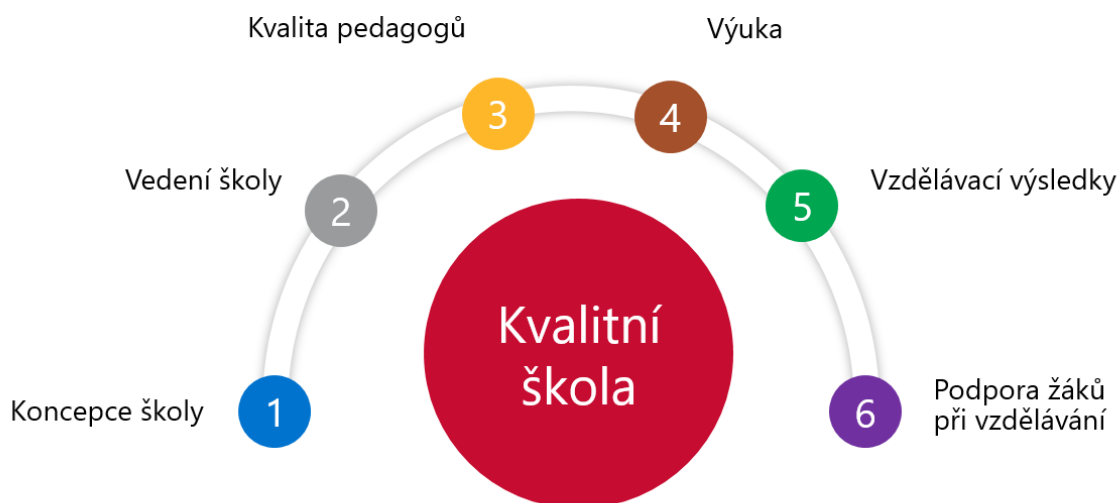 Kvalita pedagogů
Výuka
3
4
Vedení školy
2
5
Vzdělávací výsledky
Kvalitní
škola
Koncepce školy
1
6
Podpora žáků
při vzdělávání